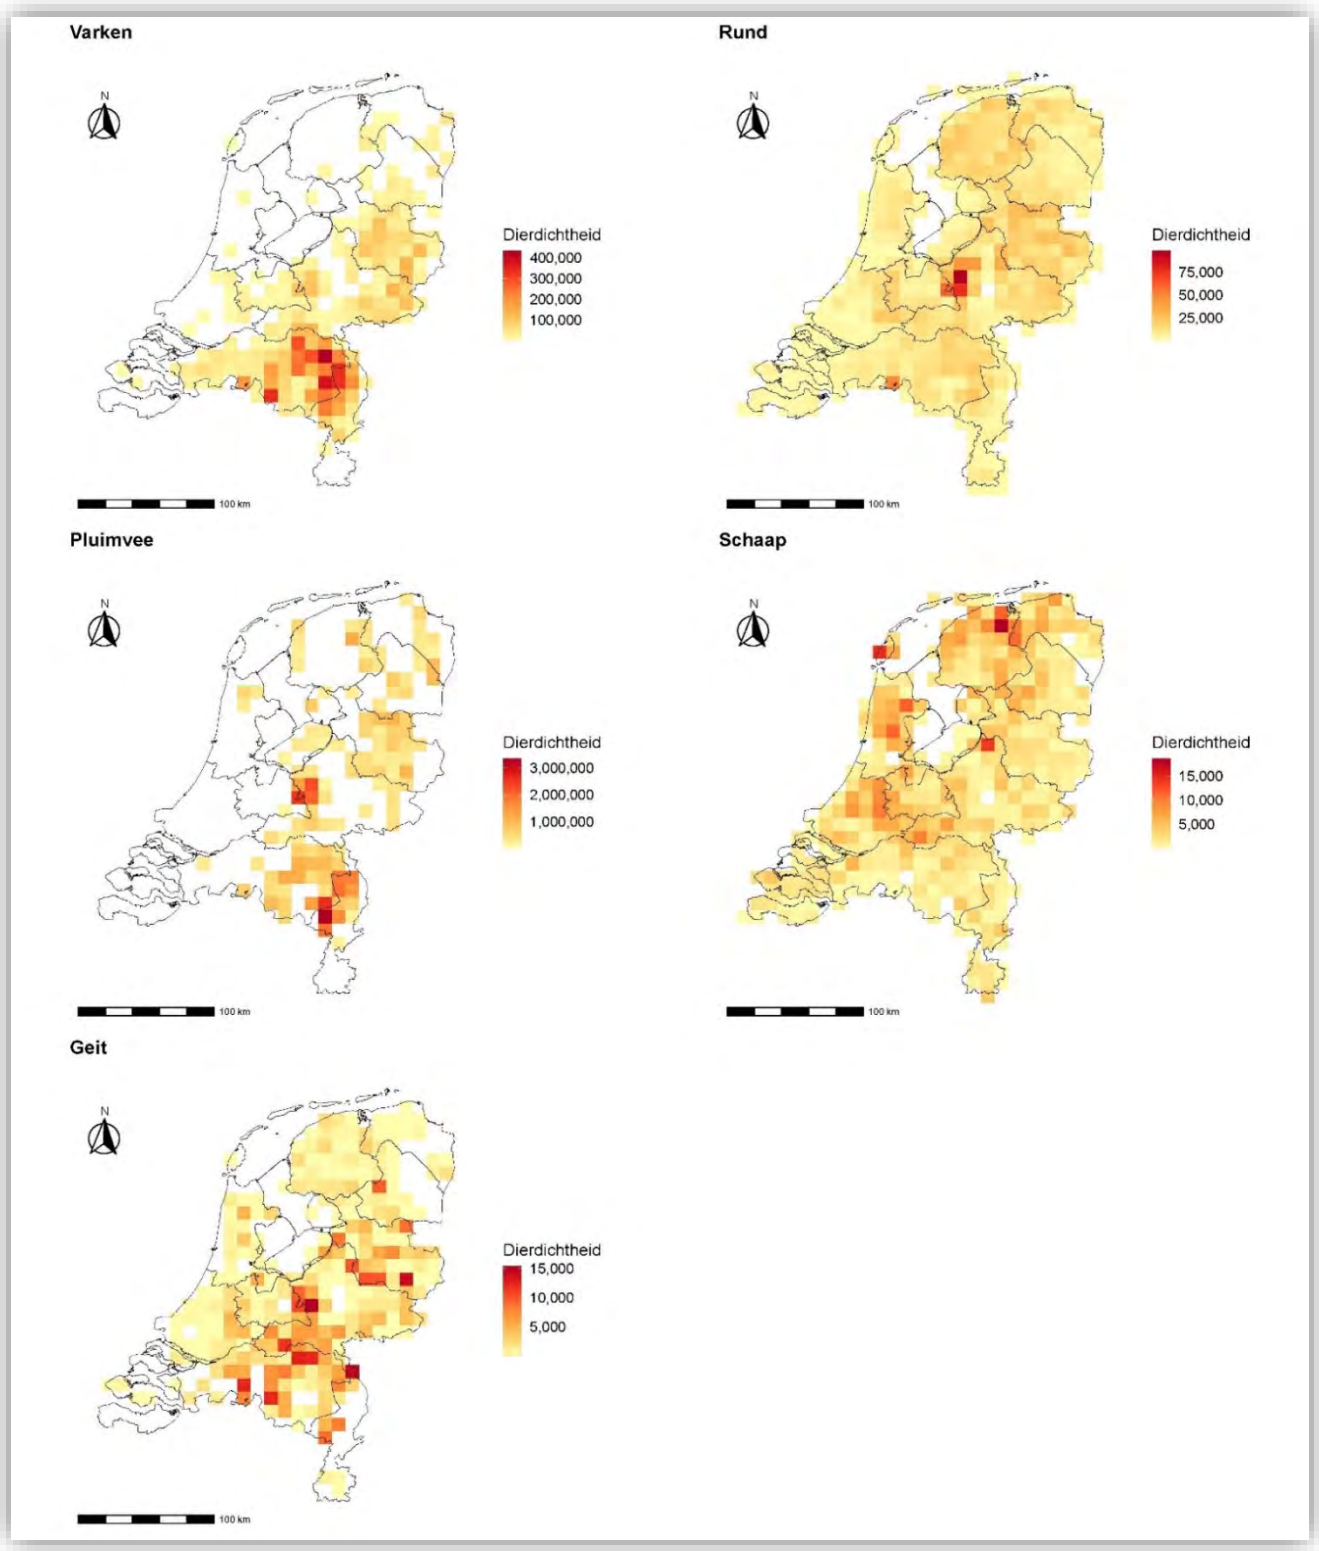 Varken
N
Dierdichtheid
400,000
300,000
200,000
100,000
100 km
Rund
N
Dierdichtheid
75,000
50,000
25,000
100 km
Pluimvee
N
Dierdichtheid
3,000,000
2,000,000
1,000,000
100 km
Schaap
N
Dierdichtheid
15,000
10,000
5,000
100 km
Geit
N
Dierdichtheid
15,000
10,000
5,000
100 km